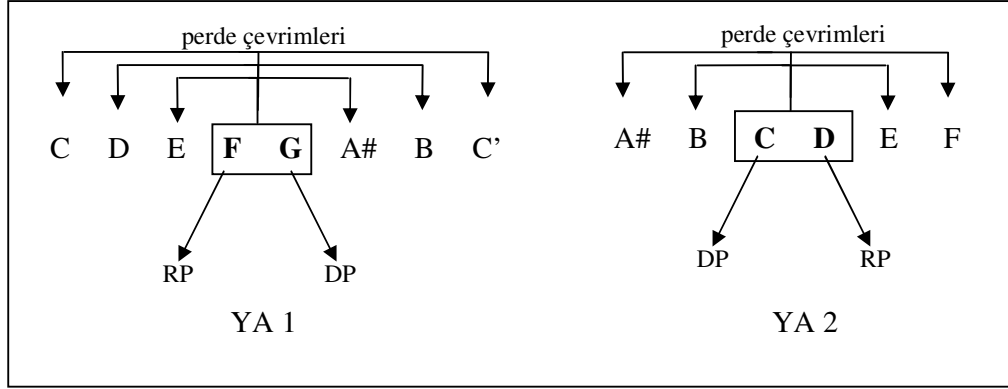 perde çevrimleri
C D E F G A# B C’
RP DP
YA 1
perde çevrimleri
A# B C D E F
DP RP
YA 2